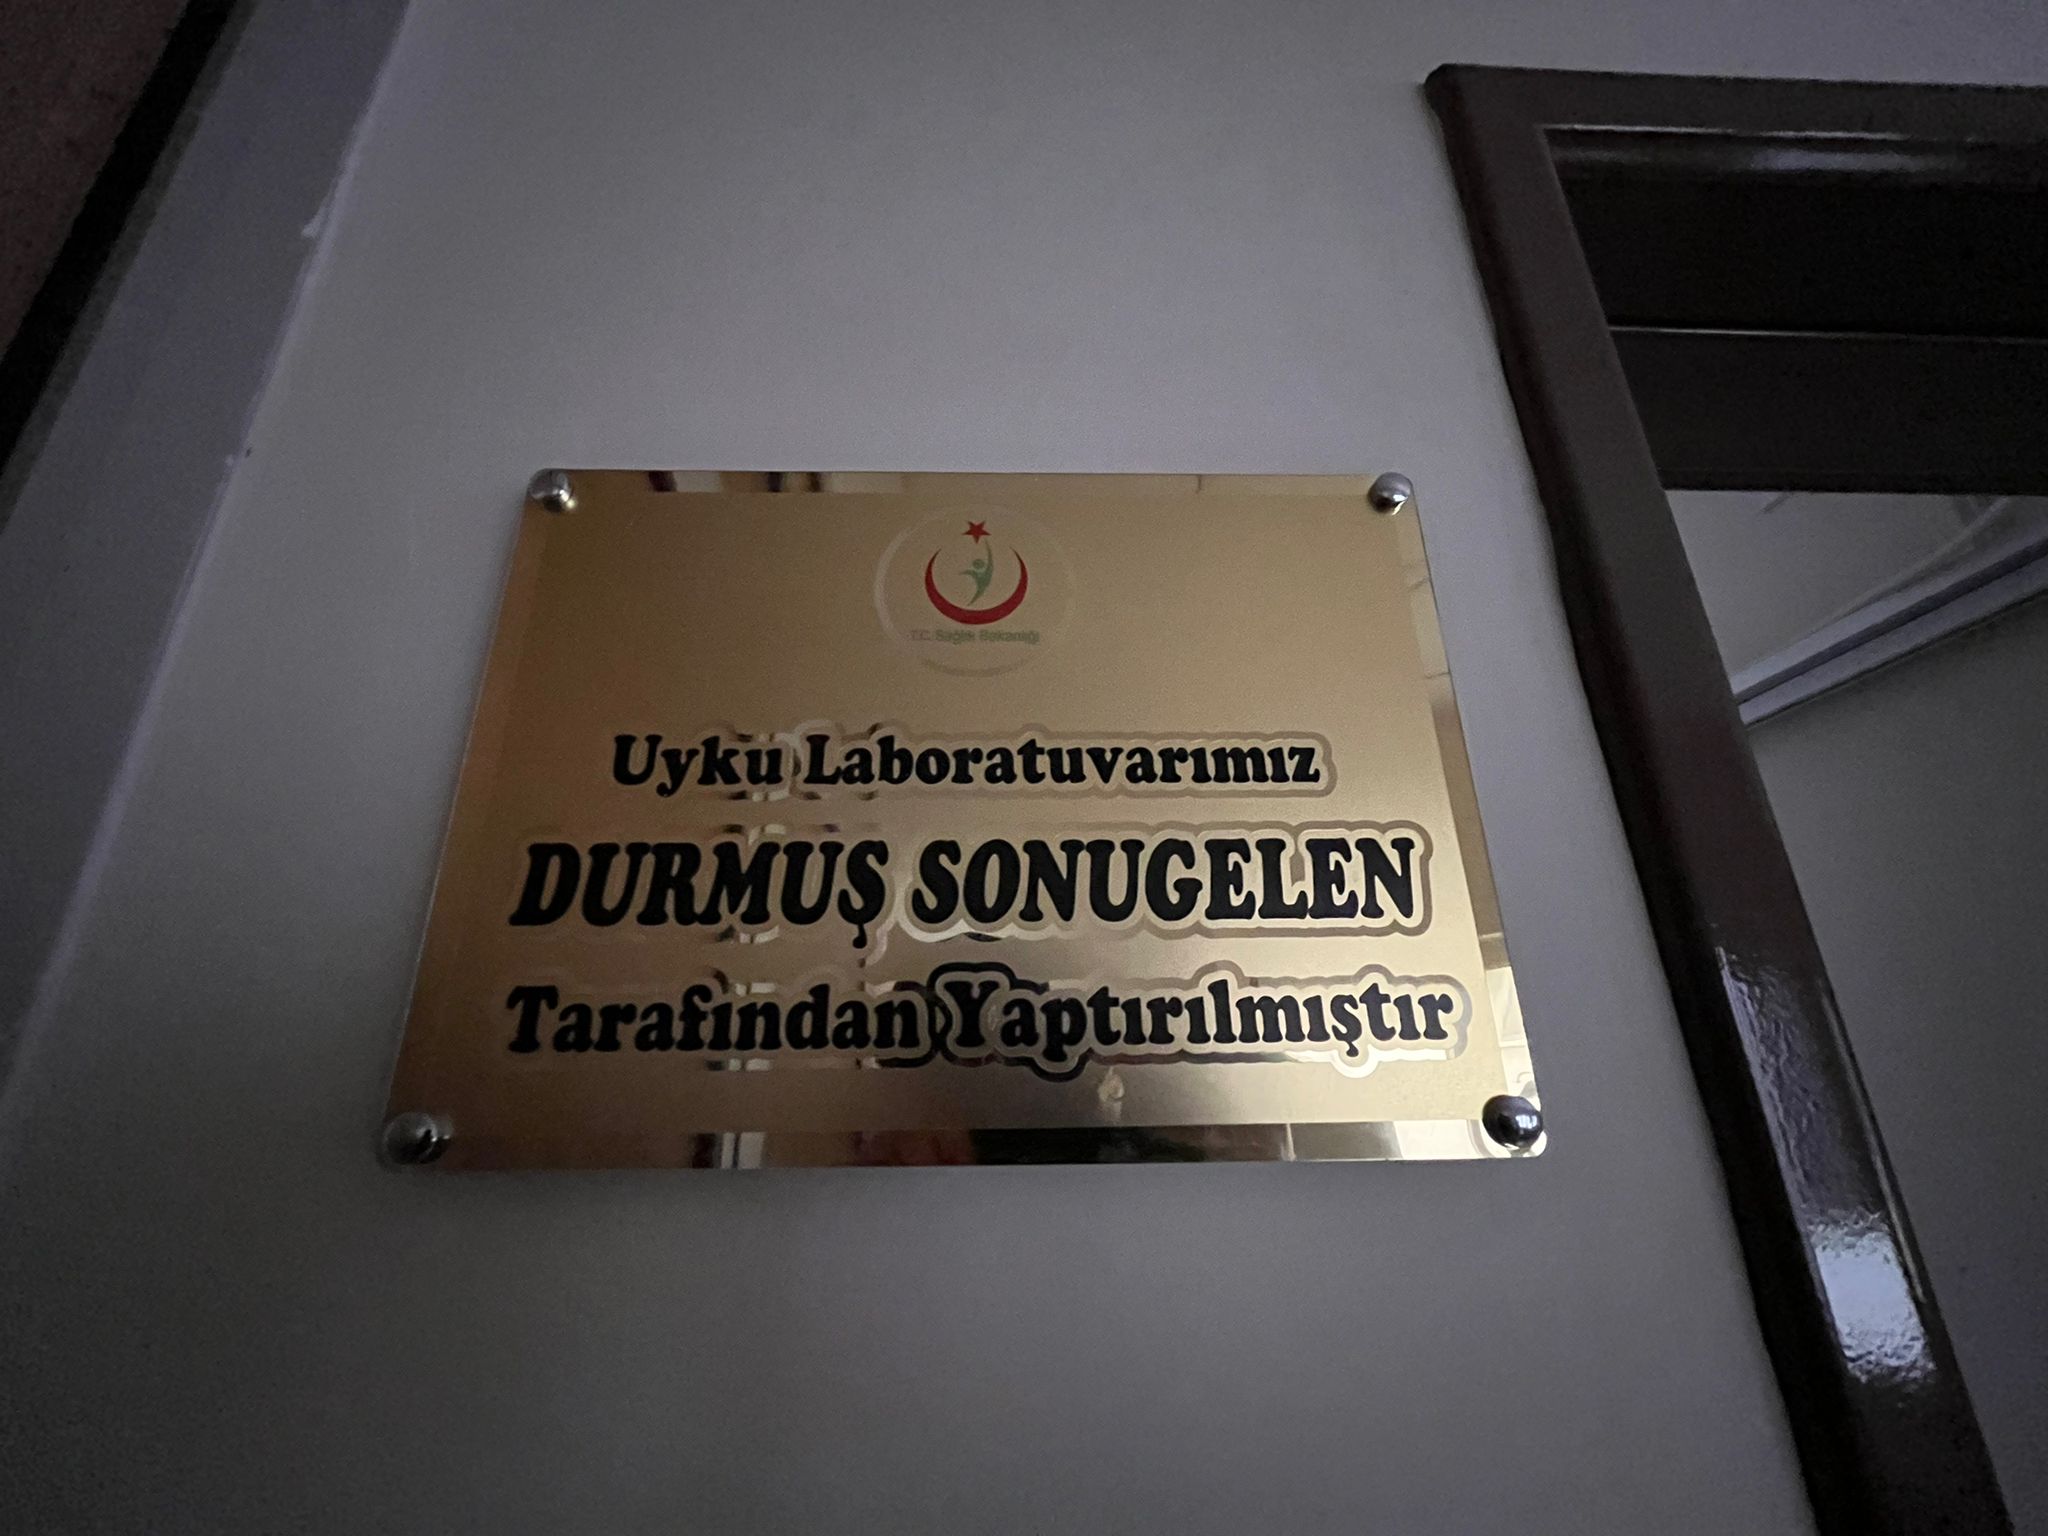 T.C. Sağlık Bakanlığı
Uyku Laboratuvarımız
DURMUŞ SONUGELEN
Tarafından Yaptırılmıştır